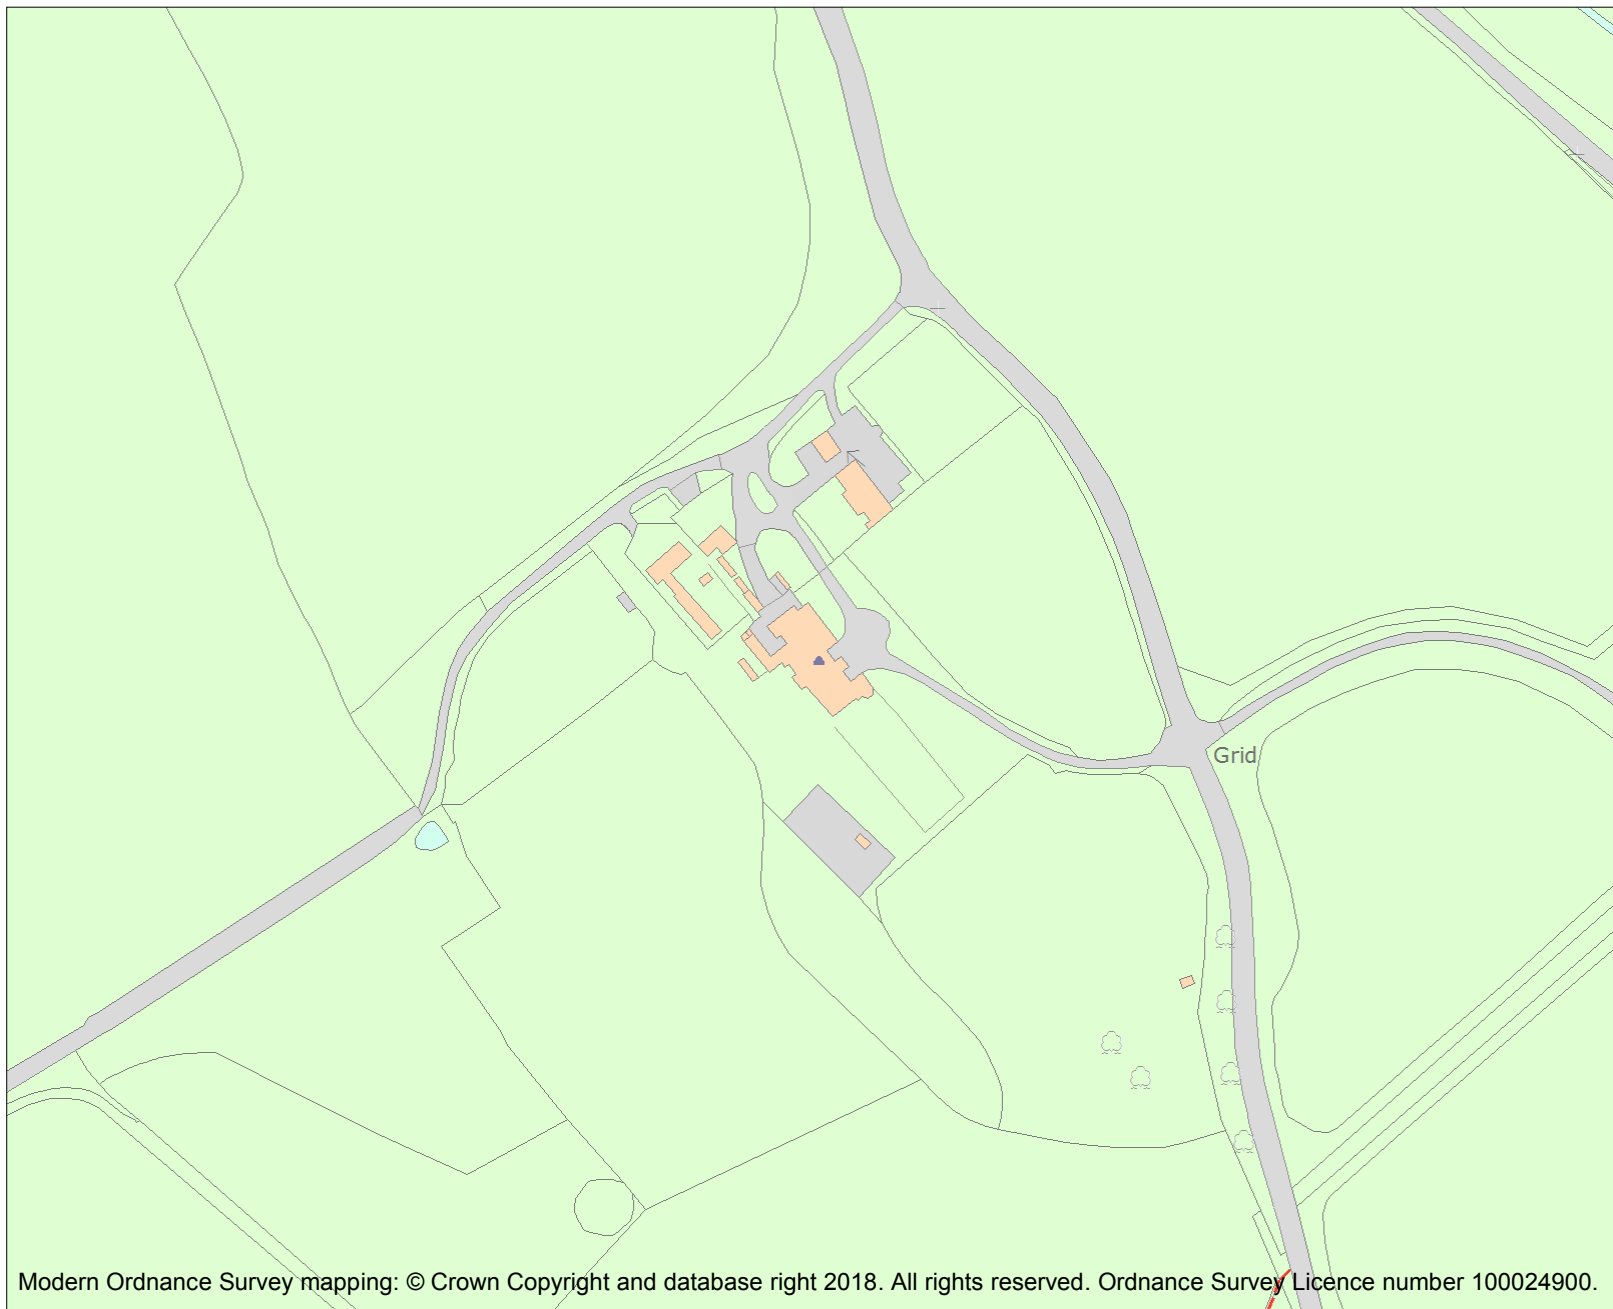 Grid
Modern Ordnance Survey mapping: © Crown Copyright and database right 2018. All rights reserved. Ordnance Survey Licence number 100024900.